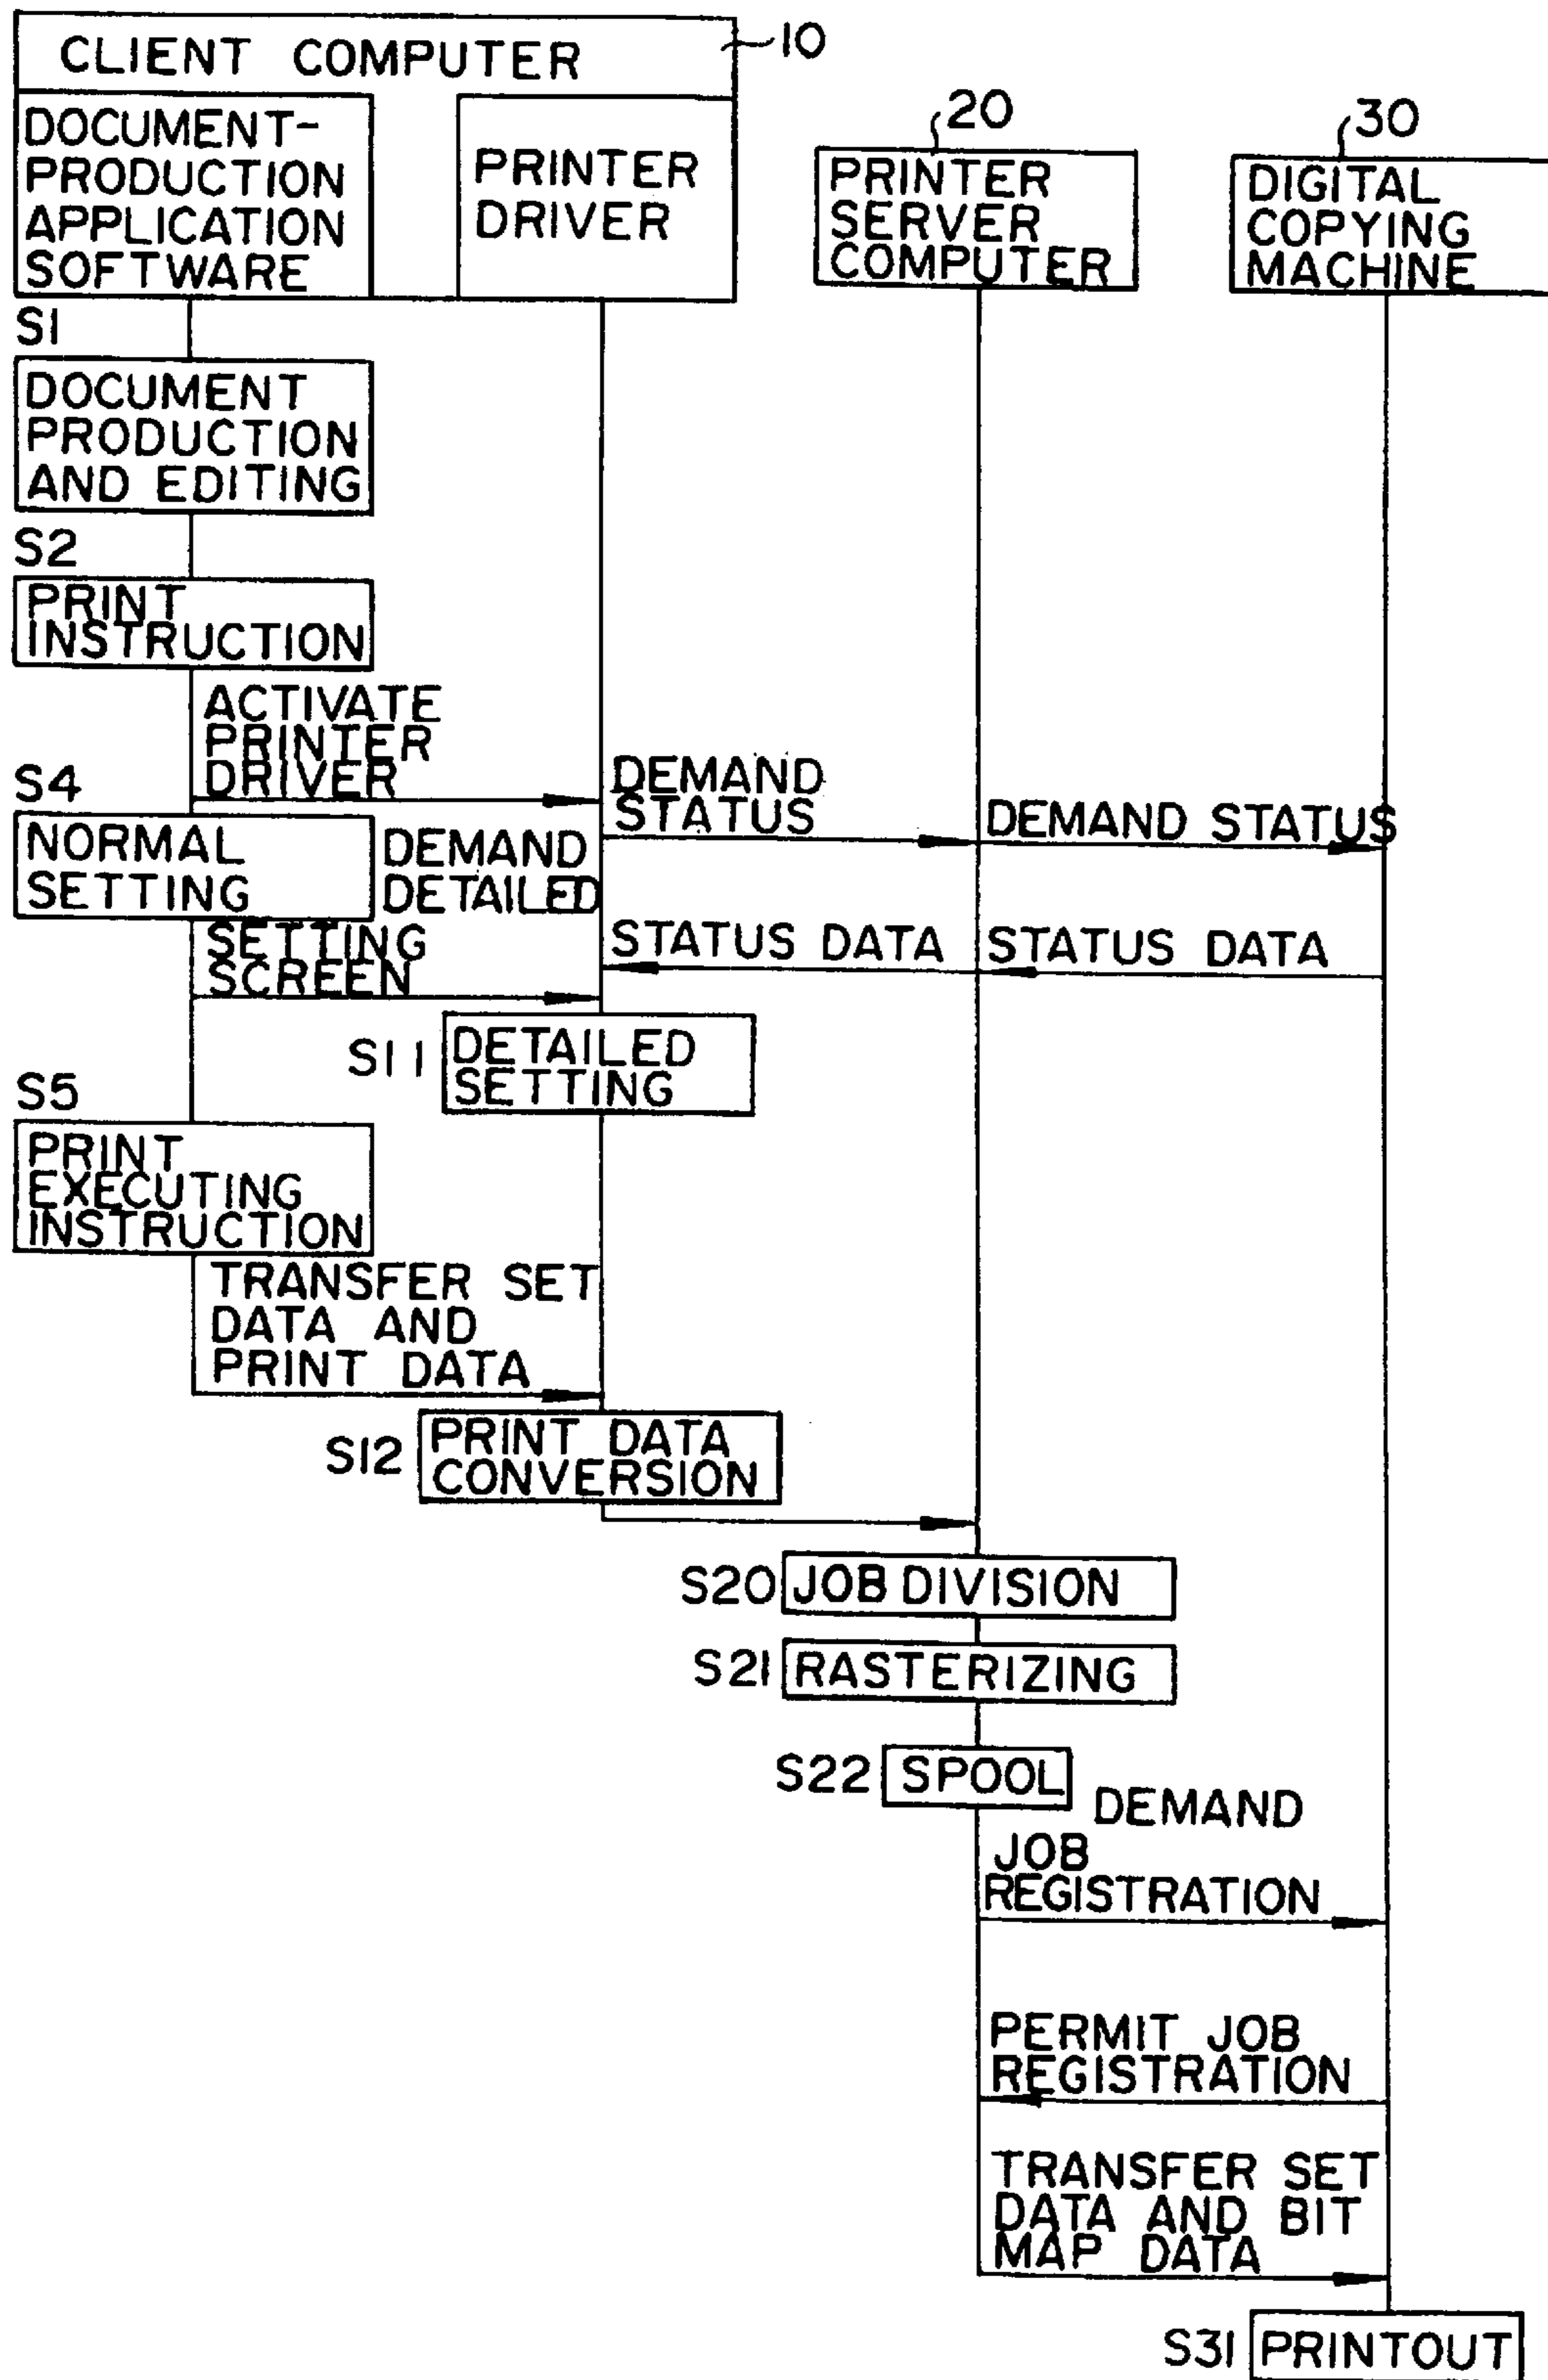 CLIENT COMPUTER
10
DOCUMENT-
PRODUCTION
APPLICATION
SOFTWARE
PRINTER
DRIVER
20
PRINTER
SERVER
COMPUTER
30
DIGITAL
COPYING
MACHINE
S1
DOCUMENT
PRODUCTION
AND EDITING
S2
PRINT
INSTRUCTION
ACTIVATE
PRINTER
DRIVER
DEMAND
STATUS
DEMAND STATUS
S4
NORMAL
SETTING
DEMAND
DETAILED
SETTING
SCREEN
STATUS DATA
STATUS DATA
S11
DETAILED
SETTING
S5
PRINT
EXECUTING
INSTRUCTION
TRANSFER SET
DATA AND
PRINT DATA
S12
PRINT DATA
CONVERSION
S20
JOB DIVISION
S21
RASTERIZING
S22
SPOOL
DEMAND
JOB
REGISTRATION
PERMIT JOB
REGISTRATION
TRANSFER SET
DATA AND BIT
MAP DATA
S31
PRINTOUT